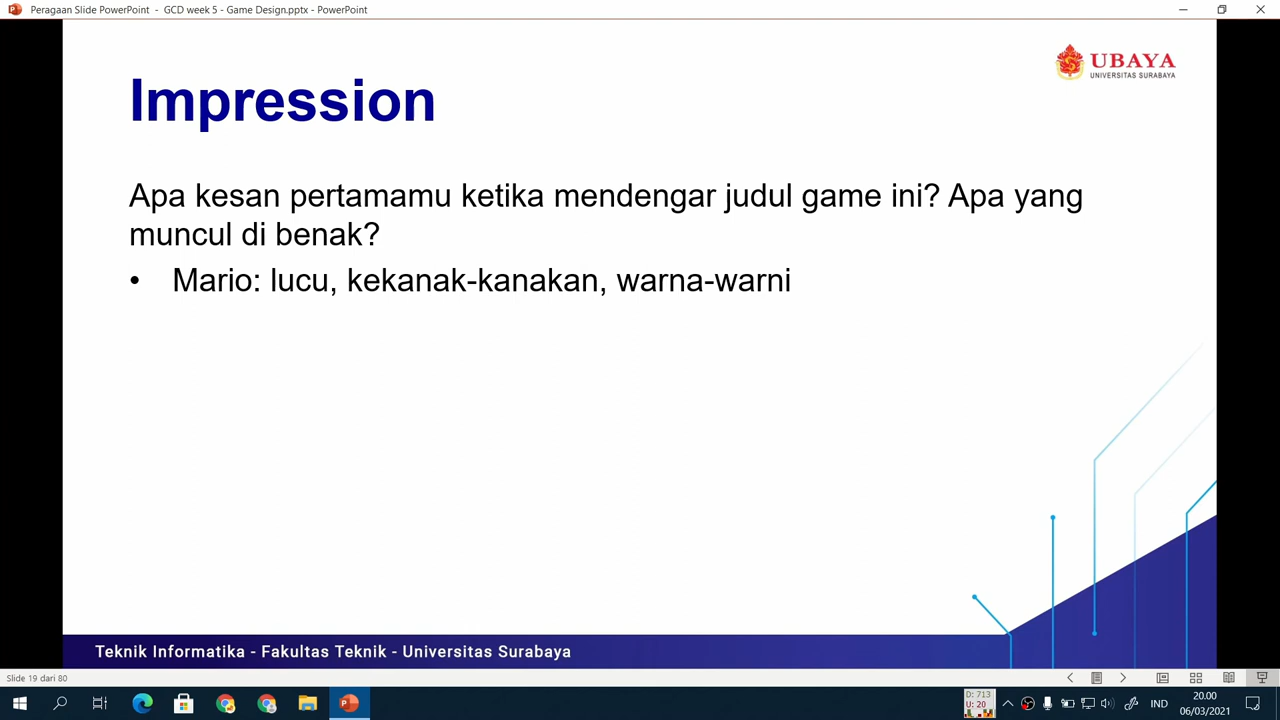 Peragaan Slide PowerPoint - GCD week 5 - Game Design.pptx - PowerPoint
UBAYA
UNIVERSITAS SURABAYA
Impression
Apa kesan pertamamu ketika mendengar judul game ini? Apa yang
muncul di benak?
• Mario: lucu, kekanak-kanakan, warna-warni
Teknik Informatika - Fakultas Teknik - Universitas Surabaya
Slide 19 dari 80
D: 713
U: 20
IND
20.00
06/03/2021